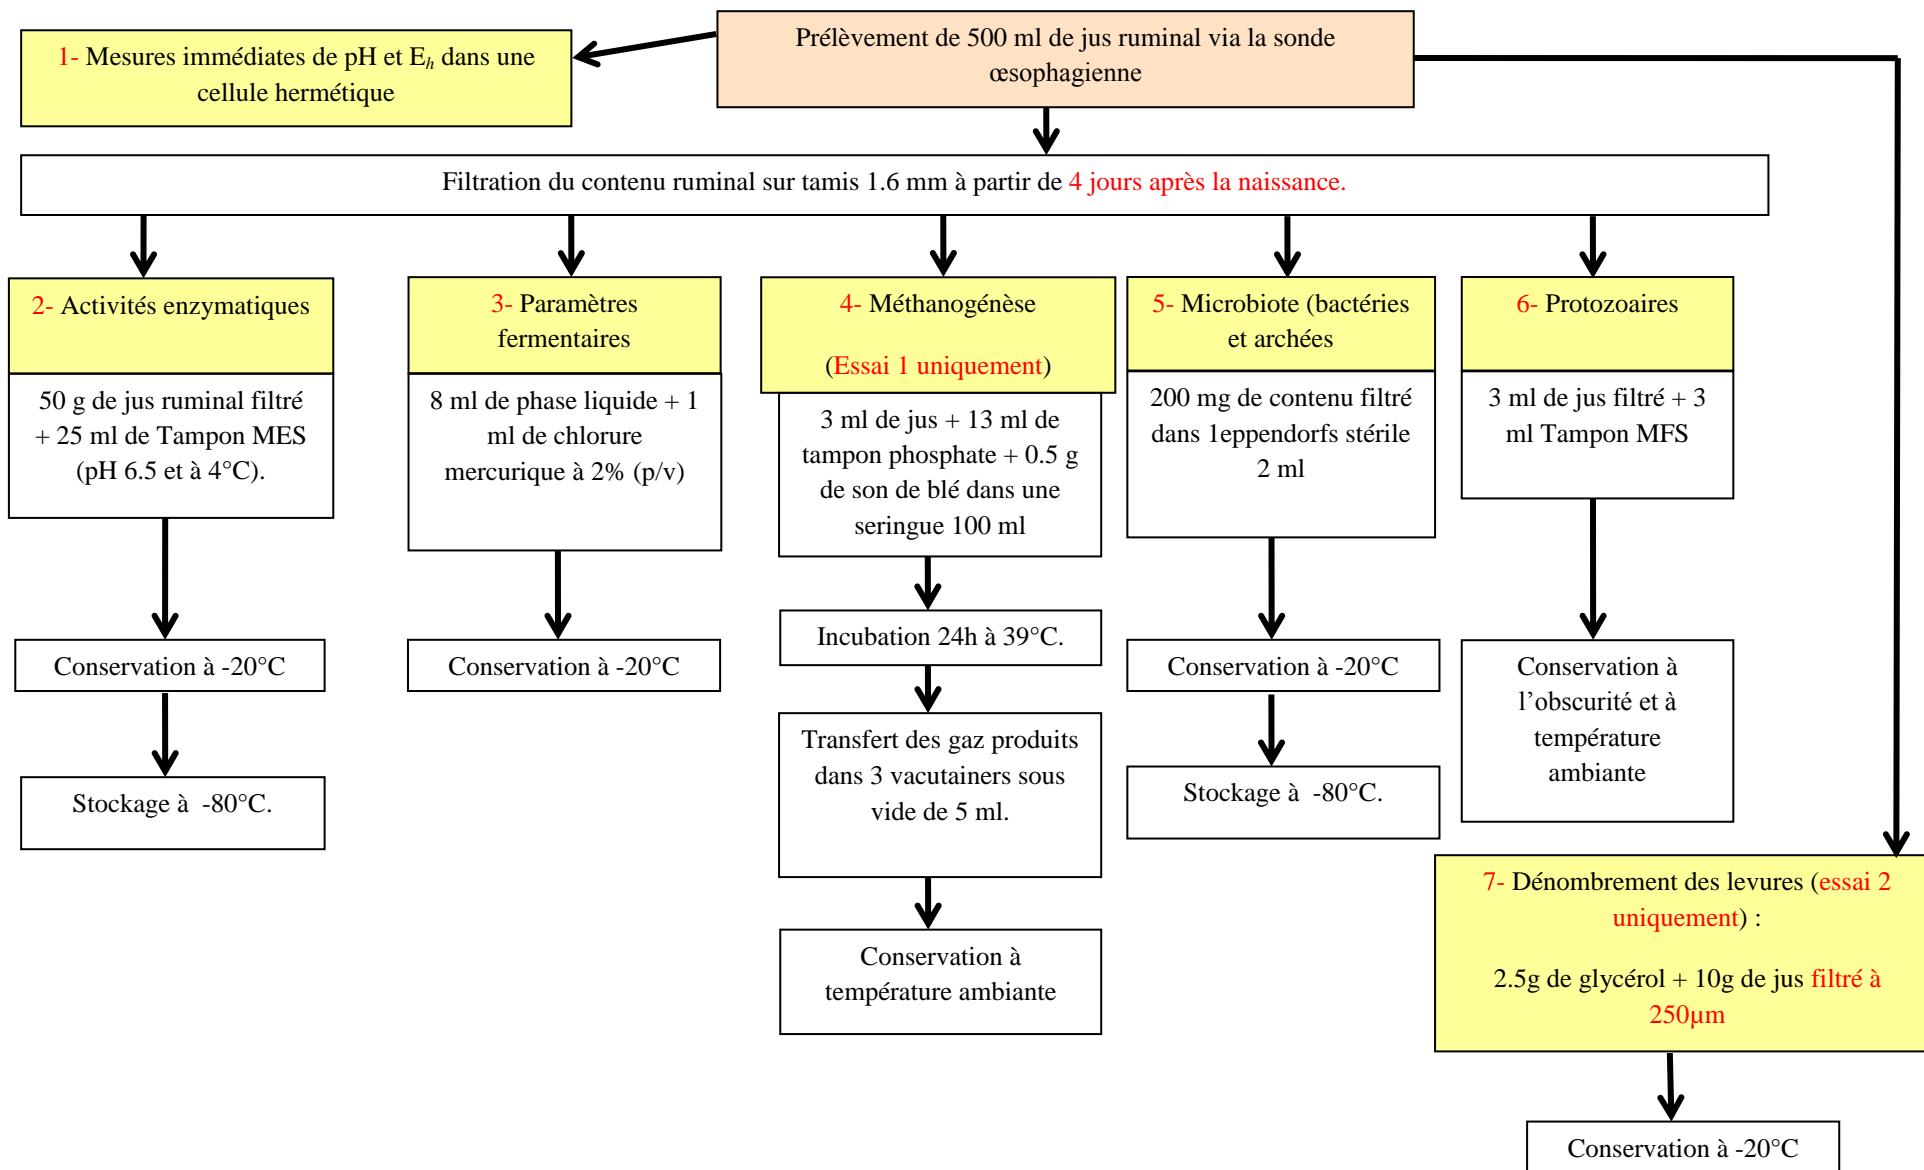 Prélèvement de 500 ml de jus ruminal via la sonde
œsophagienne
1- Mesures immédiates de pH et Eh dans une
cellule hermétique
Filtration du contenu ruminal sur tamis 1.6 mm à partir de 4 jours après la naissance.
2- Activités enzymatiques
50 g de jus ruminal filtré
+ 25 ml de Tampon MES
(pH 6.5 et à 4°C).
Conservation à -20°C
Stockage à -80°C.
3- Paramètres
fermentaires
8 ml de phase liquide + 1
ml de chlorure
mercurique à 2% (p/v)
Conservation à -20°C
4- Méthanogénèse
(Essai 1 uniquement)
3 ml de jus + 13 ml de
tampon phosphate + 0.5 g
de son de blé dans une
seringue 100 ml
Incubation 24h à 39°C.
Transfert des gaz produits
dans 3 vacutainers sous
vide de 5 ml.
Conservation à
température ambiante
5- Microbiote (bactéries
et archées
200 mg de contenu filtré
dans 1eppendorfs stérile
2 ml
Conservation à -20°C
Stockage à -80°C.
6- Protozoaires
3 ml de jus filtré + 3
ml Tampon MFS
Conservation à
l’obscurité et à
température
ambiante
7- Dénombrement des levures (essai 2
uniquement) :
2.5g de glycérol + 10g de jus filtré à
250µm
Conservation à -20°C